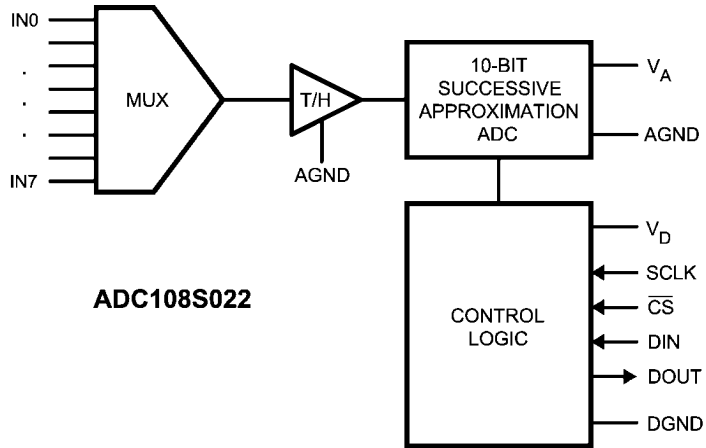 IN0
.
.
.
IN7
MUX
T/H
AGND
10-BIT
SUCCESSIVE
APPROXIMATION
ADC
V_A
AGND
CONTROL
LOGIC
V_D
SCLK
C̅S̅
DIN
DOUT
DGND
ADC108S022